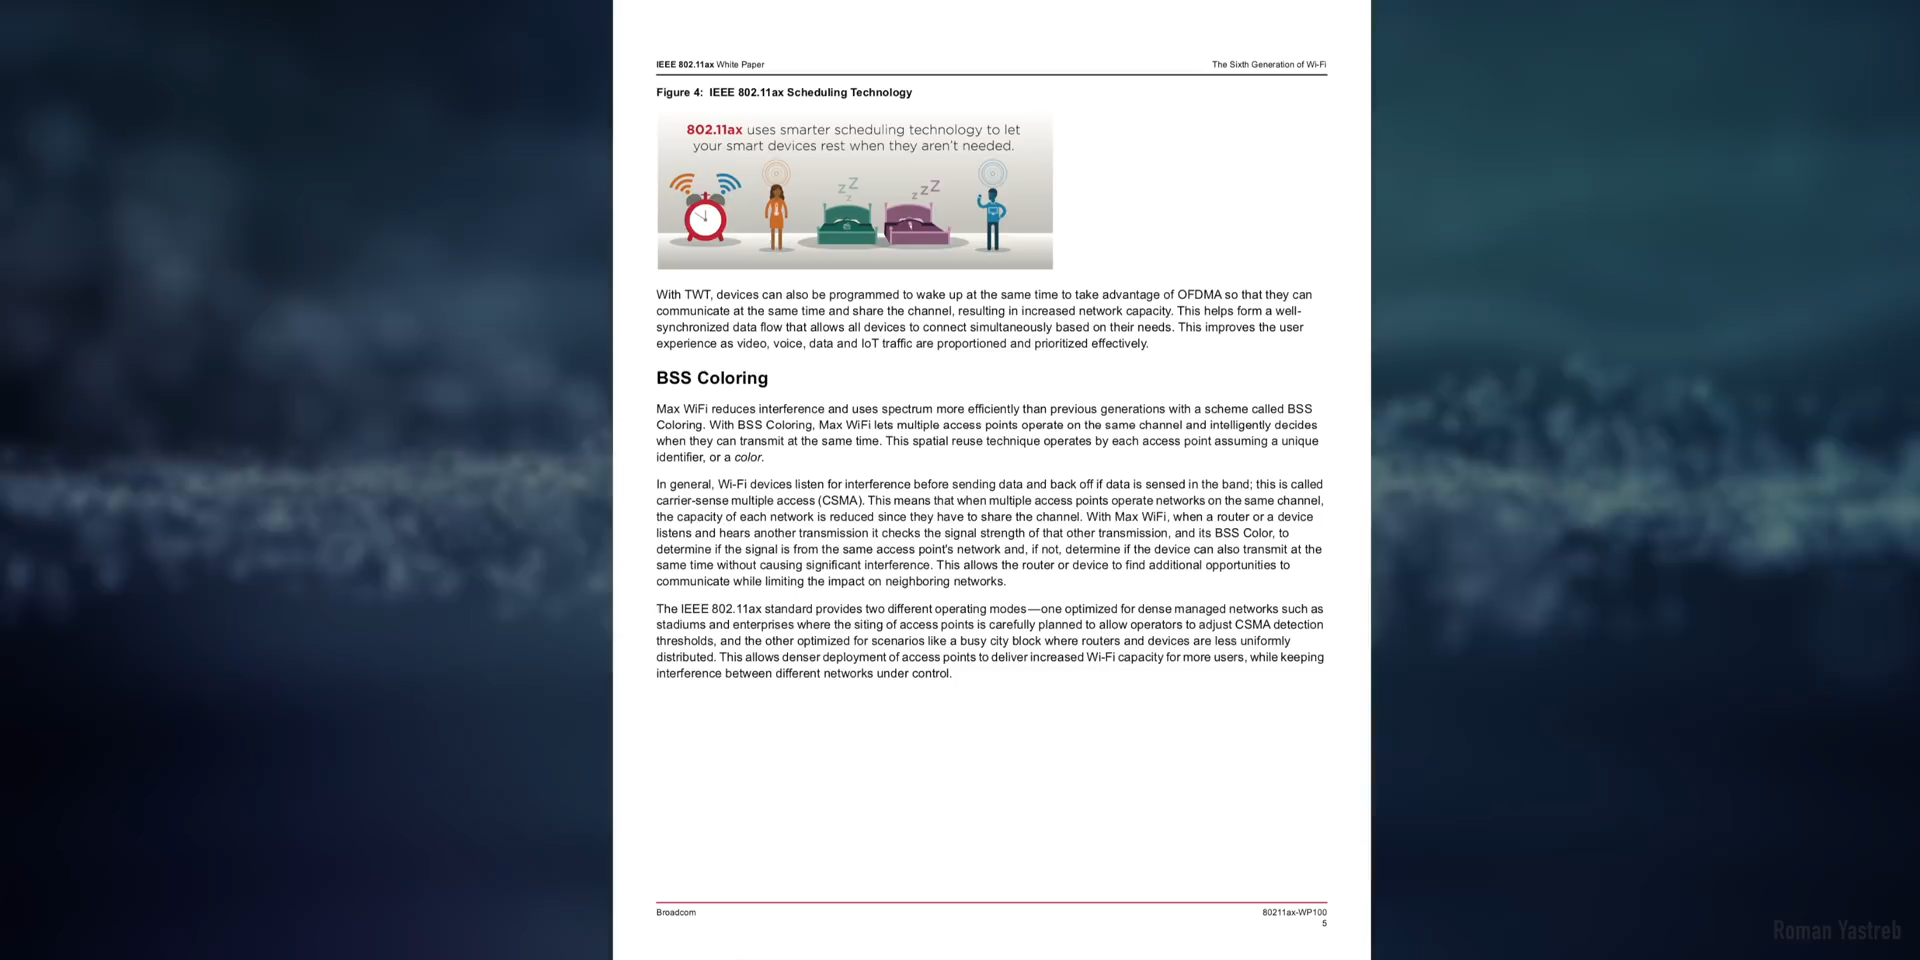 IEEE 802.11ax White Paper
The Sixth Generation of Wi-Fi
Figure 4: IEEE 802.11ax Scheduling Technology
802.11ax uses smarter scheduling technology to let
your smart devices rest when they aren't needed.
zZ
z
zzZ
With TWT, devices can also be programmed to wake up at the same time to take advantage of OFDMA so that they can
communicate at the same time and share the channel, resulting in increased network capacity. This helps form a well-
synchronized data flow that allows all devices to connect simultaneously based on their needs. This improves the user
experience as video, voice, data and IoT traffic are proportioned and prioritized effectively.
BSS Coloring
Max WiFi reduces interference and uses spectrum more efficiently than previous generations with a scheme called BSS
Coloring. With BSS Coloring, Max WiFi lets multiple access points operate on the same channel and intelligently decides
when they can transmit at the same time. This spatial reuse technique operates by each access point assuming a unique
identifier, or a color.
In general, Wi-Fi devices listen for interference before sending data and back off if data is sensed in the band; this is called
carrier-sense multiple access (CSMA). This means that when multiple access points operate networks on the same channel,
the capacity of each network is reduced since they have to share the channel. With Max WiFi, when a router or a device
listens and hears another transmission it checks the signal strength of that other transmission, and its BSS Color, to
determine if the signal is from the same access point's network and, if not, determine if the device can also transmit at the
same time without causing significant interference. This allows the router or device to find additional opportunities to
communicate while limiting the impact on neighboring networks.
The IEEE 802.11ax standard provides two different operating modes—one optimized for dense managed networks such as
stadiums and enterprises where the siting of access points is carefully planned to allow operators to adjust CSMA detection
thresholds, and the other optimized for scenarios like a busy city block where routers and devices are less uniformly
distributed. This allows denser deployment of access points to deliver increased Wi-Fi capacity for more users, while keeping
interference between different networks under control.
Broadcom
80211ax-WP100
5
Roman Yastreb